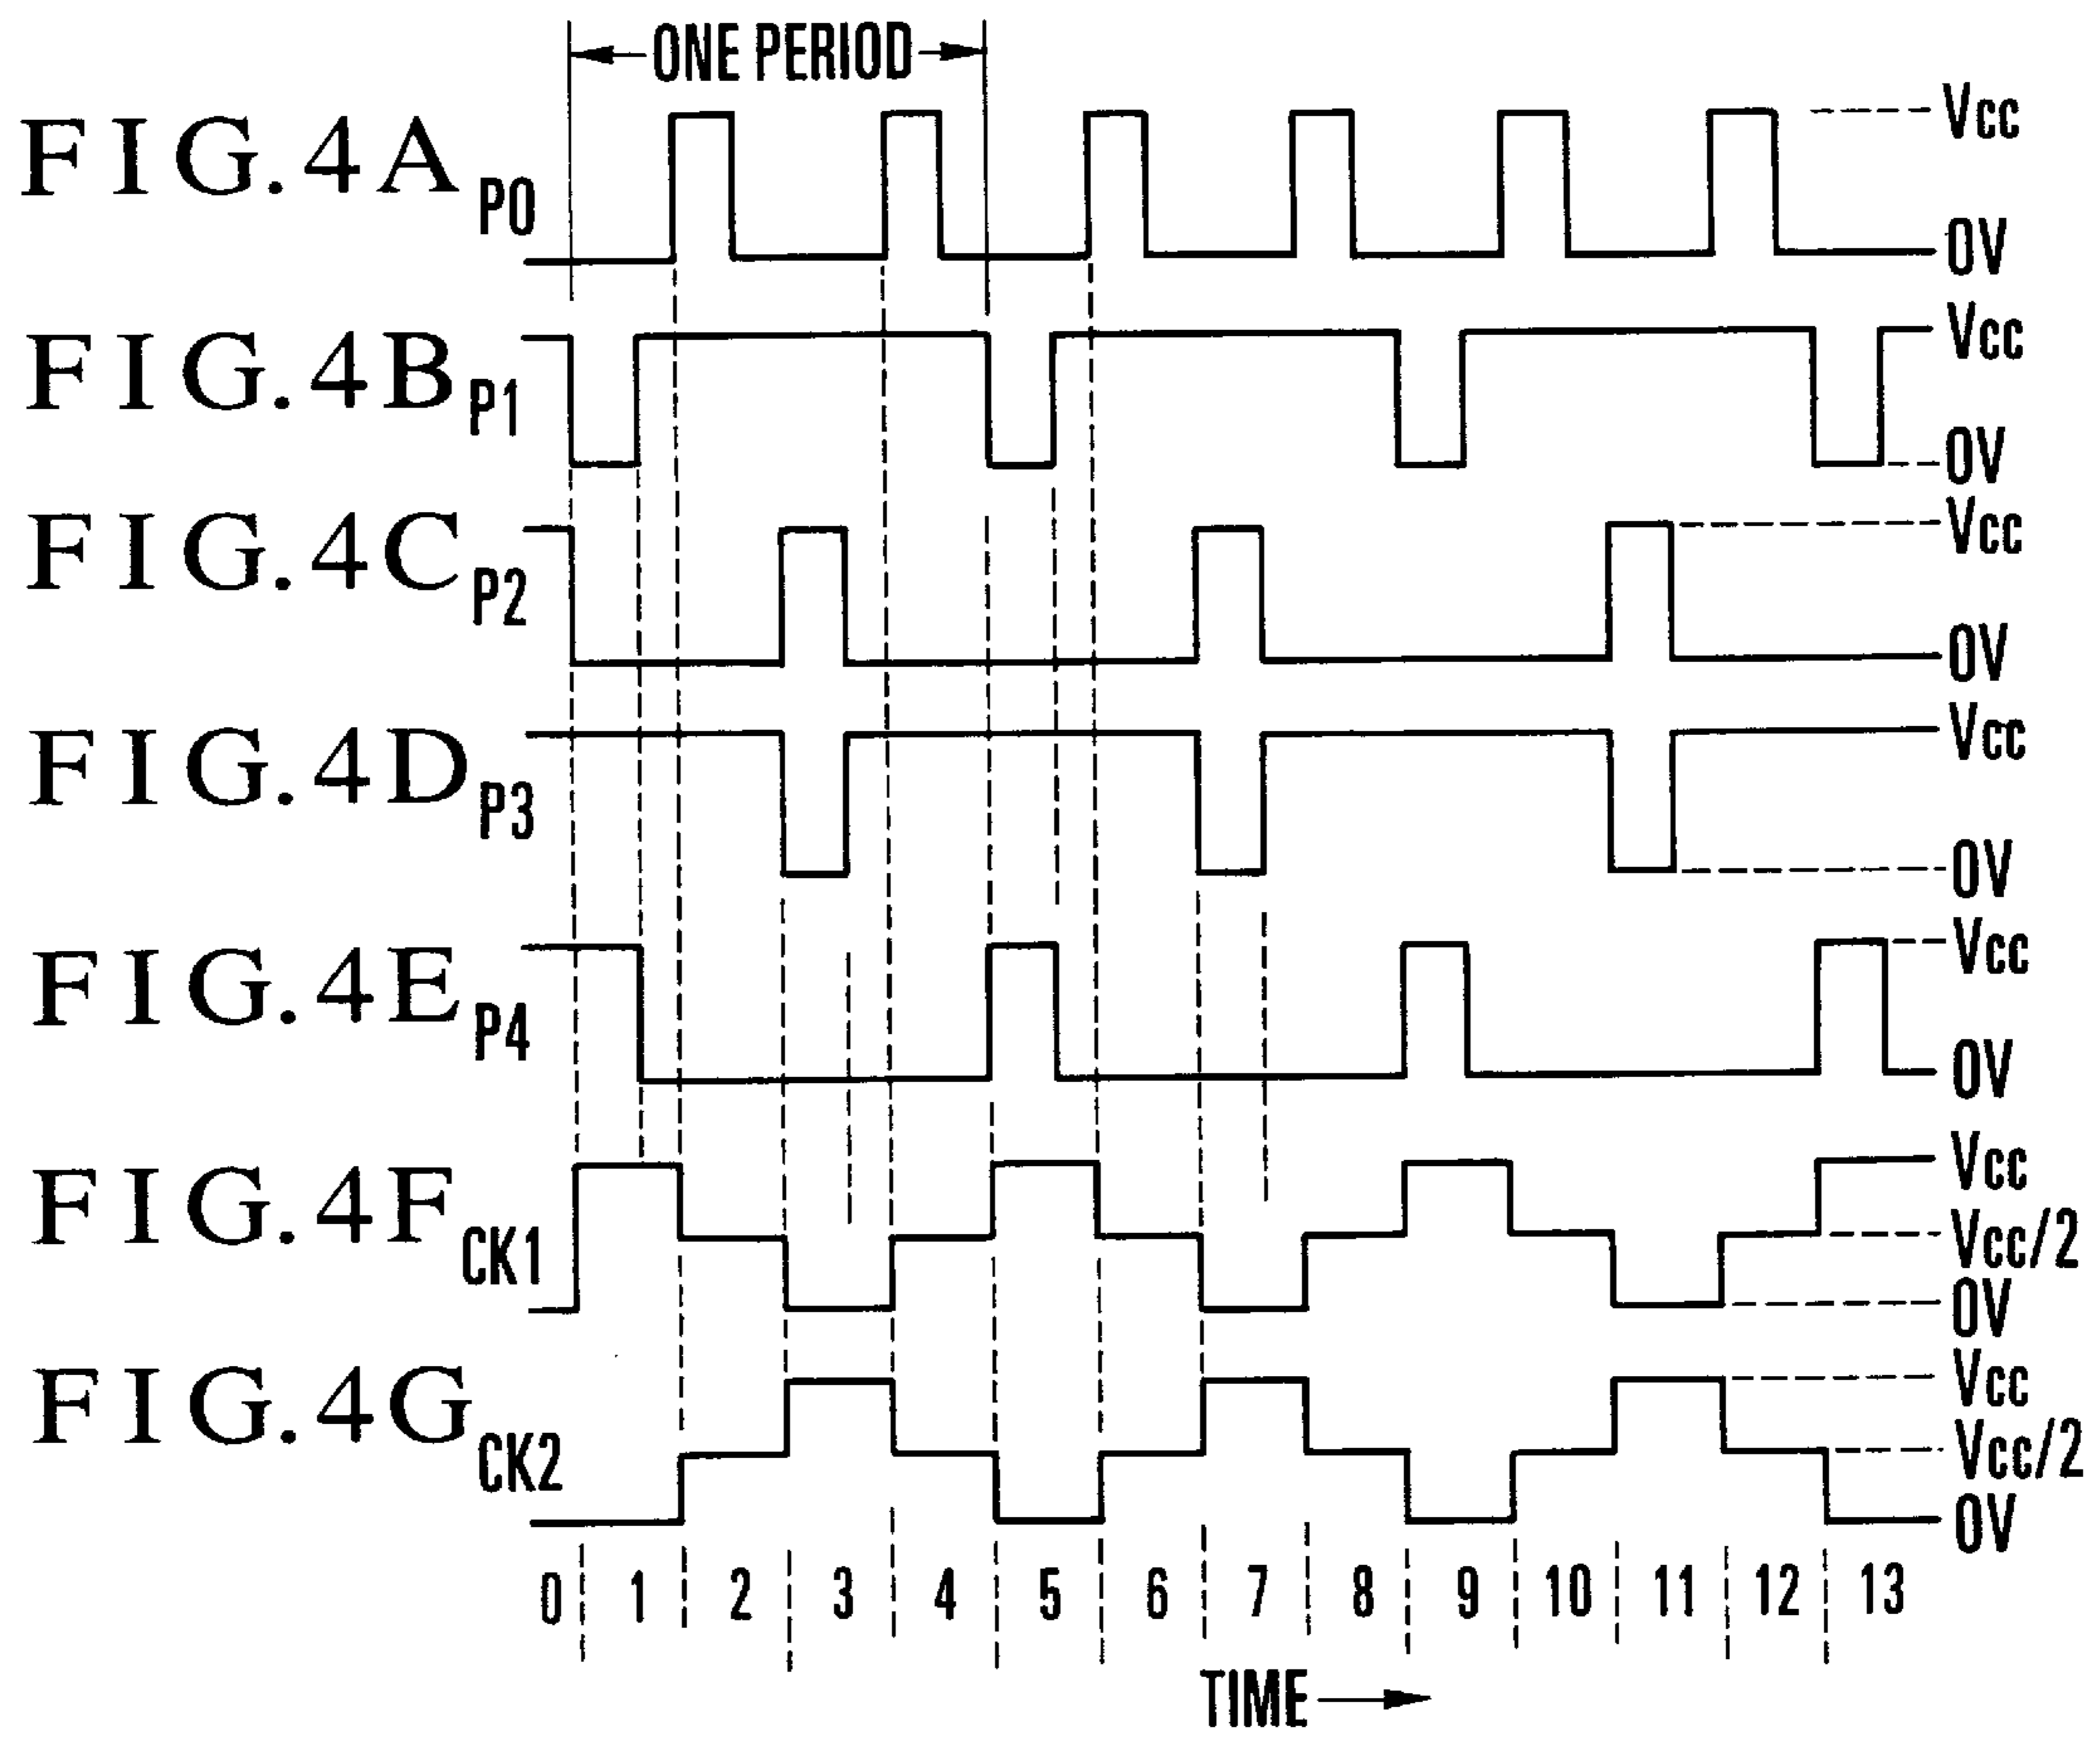 ONE PERIOD
FIG.4A P0 Vcc
0V
FIG.4B P1 Vcc
0V
FIG.4C P2 Vcc
0V
FIG.4D P3 Vcc
0V
FIG.4E P4 Vcc
0V
FIG.4F CK1 Vcc
Vcc/2
0V
FIG.4G CK2 Vcc
Vcc/2
0V
0 1 2 3 4 5 6 7 8 9 10 11 12 13
TIME